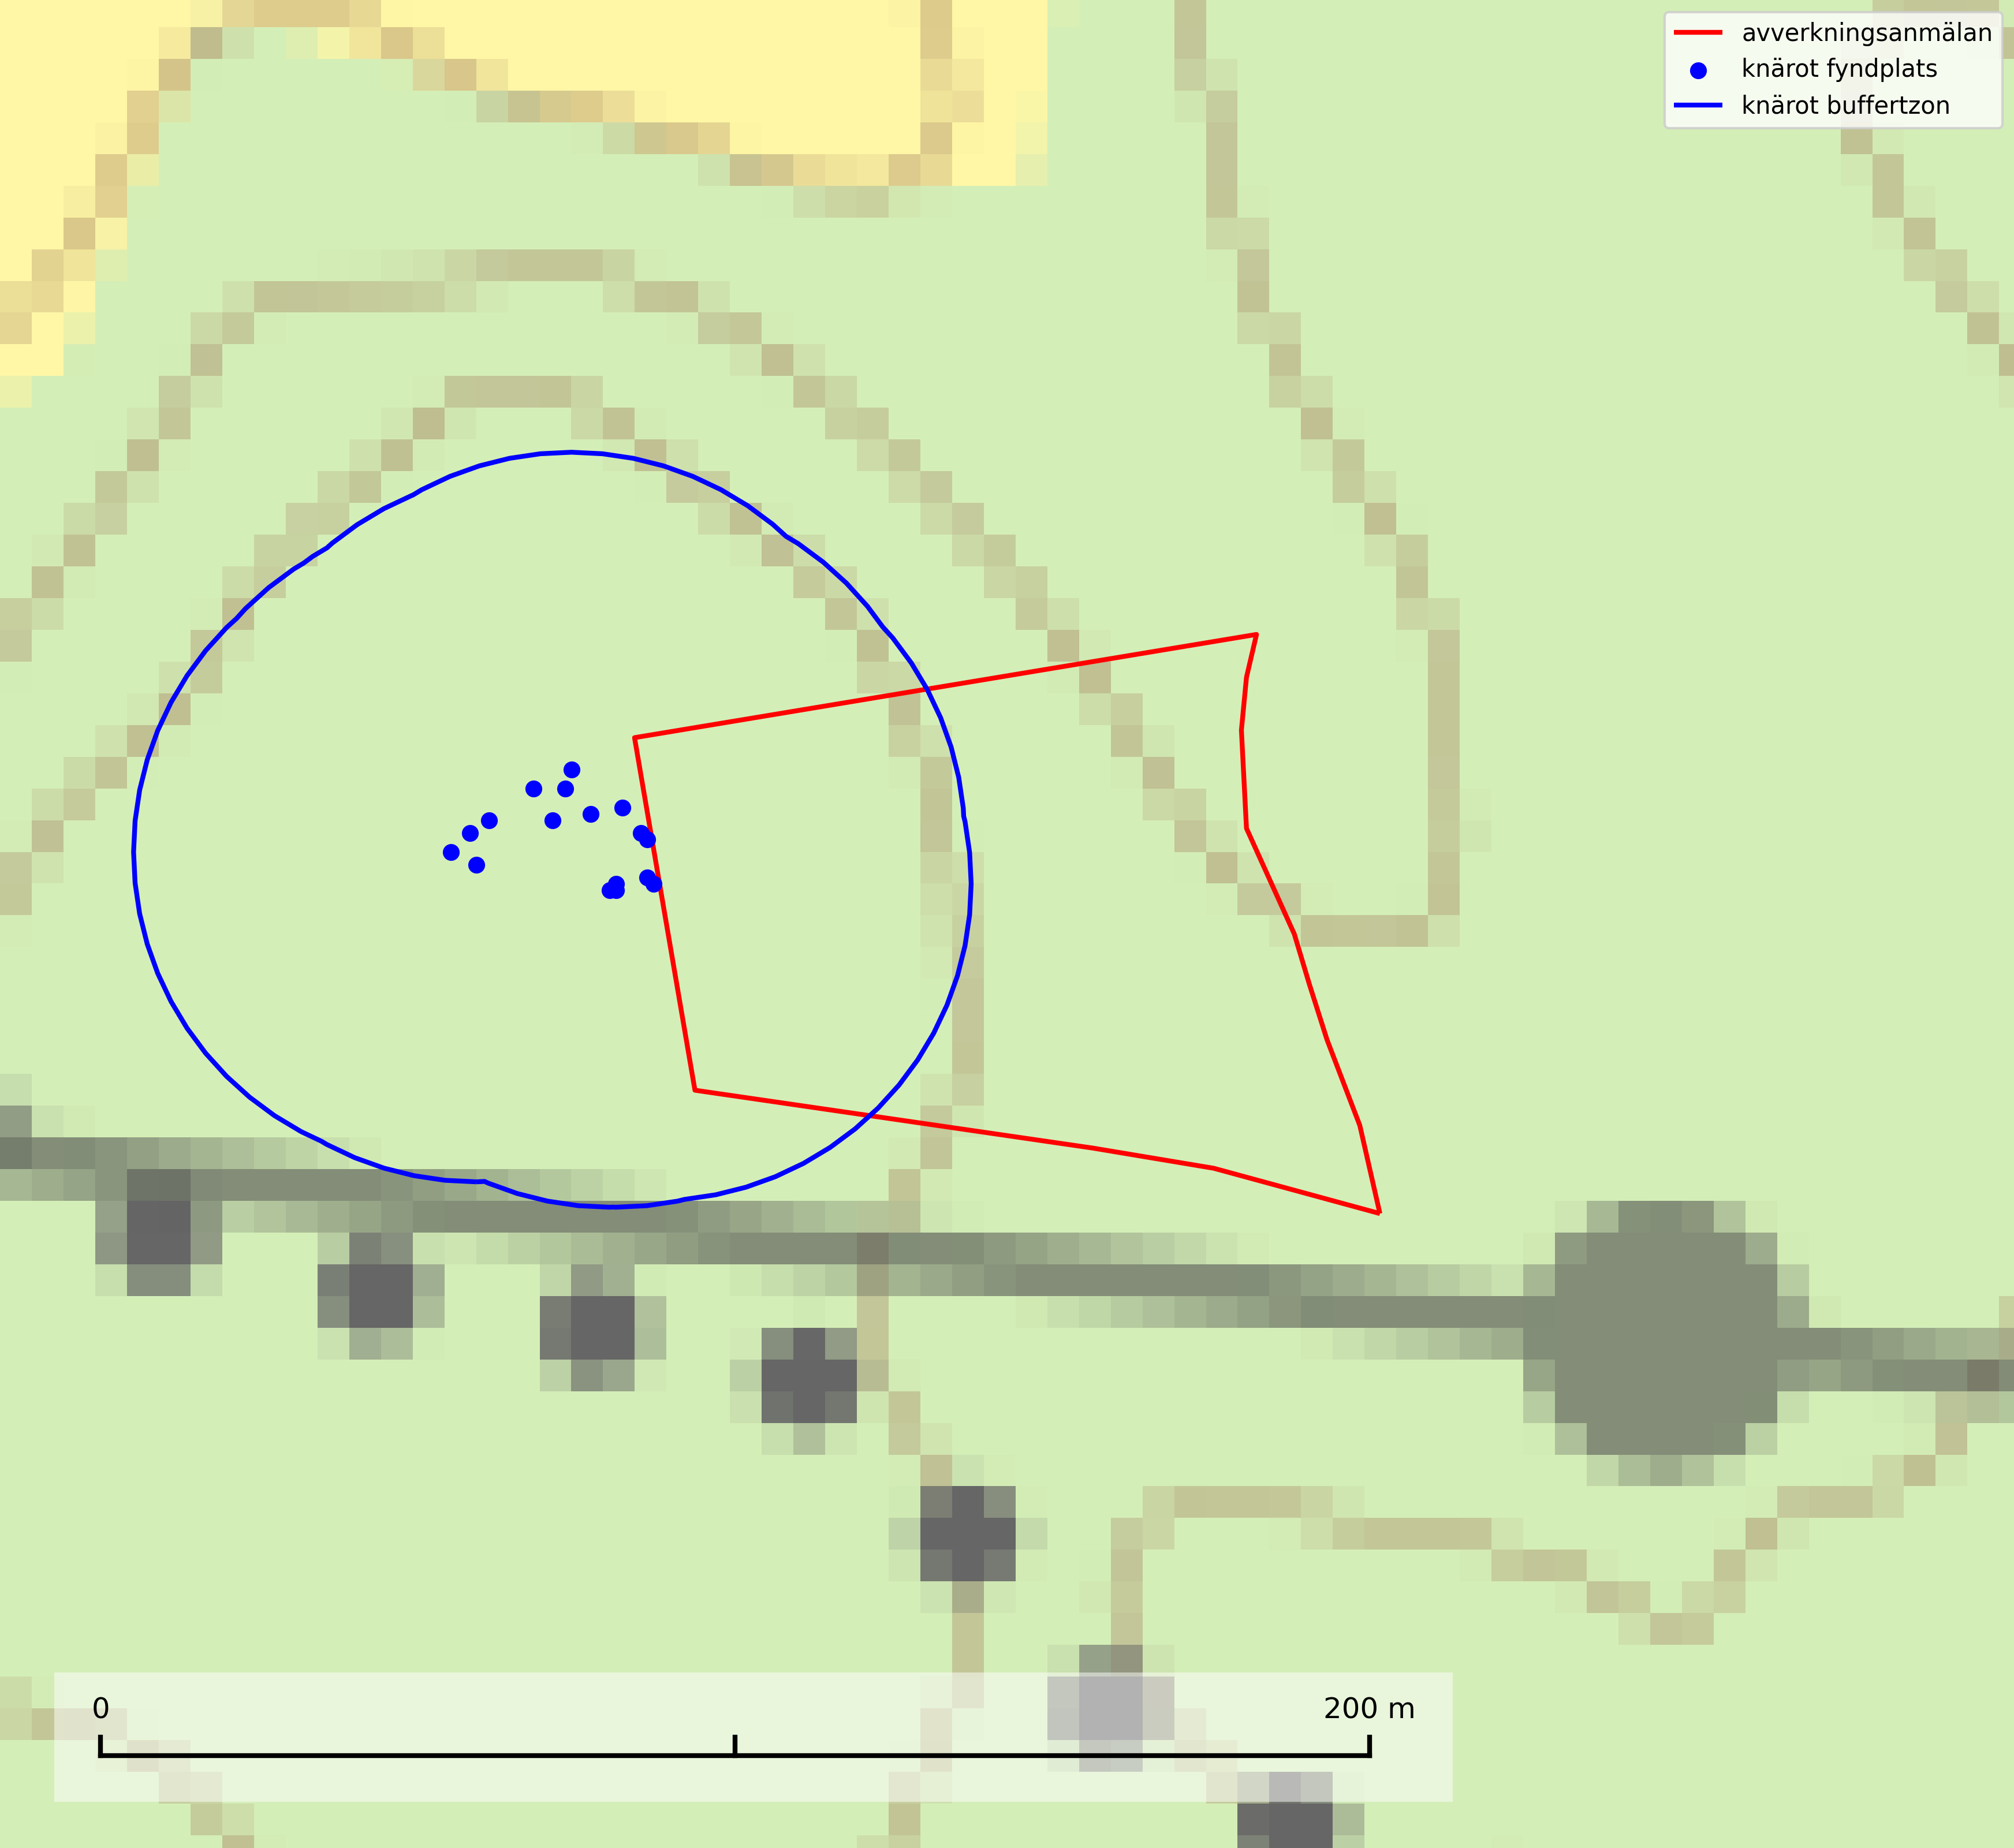 avverkningsanmälan
knärot fyndplats
knärot buffertzon
0
200 m